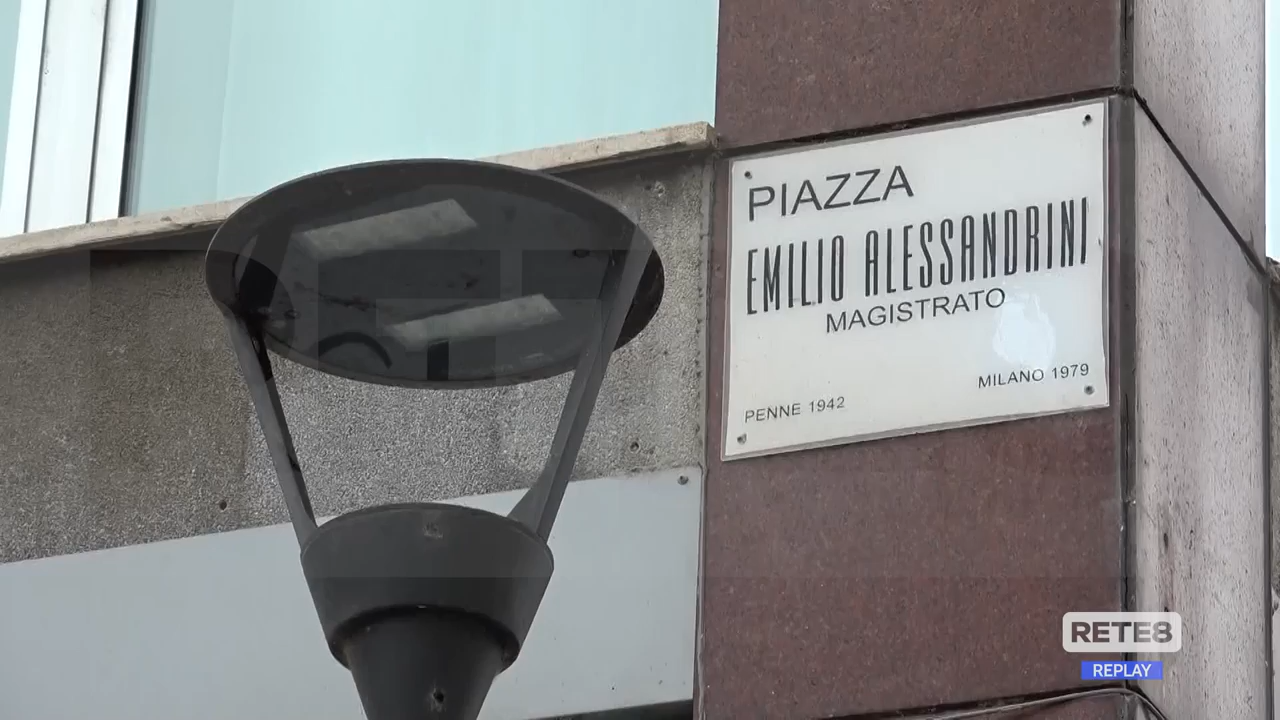 PIAZZA
EMILIO ALESSANDRINI
MAGISTRATO
PENNE 1942
MILANO 1979
RETE8
REPLAY